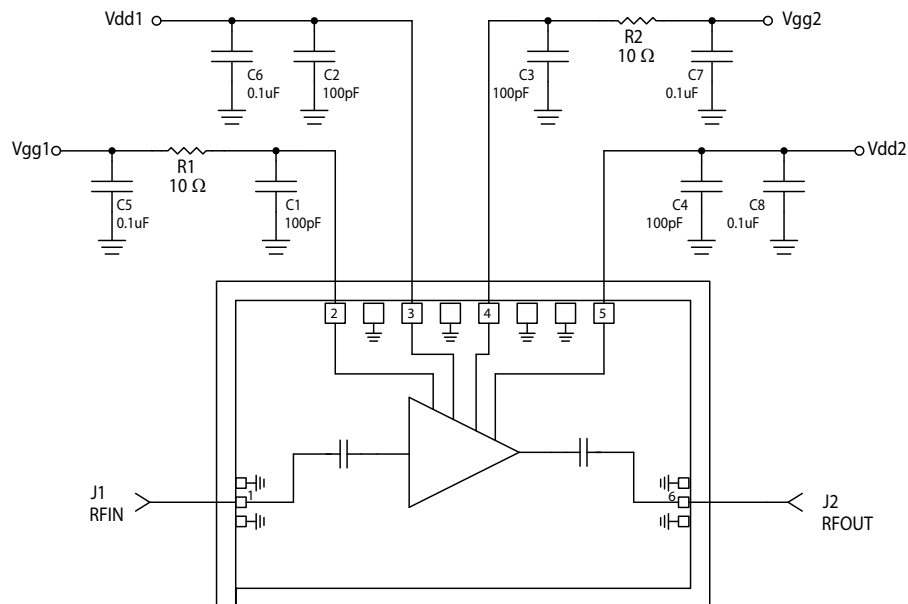 Vdd1
Vgg2
R2
10 Ω
C6
0.1uF
C2
100pF
C3
100pF
C7
0.1uF
Vgg1
Vdd2
R1
10 Ω
C5
0.1uF
C1
100pF
C4
100pF
C8
0.1uF
2
3
4
5
J1
RFIN
1
6
J2
RFOUT